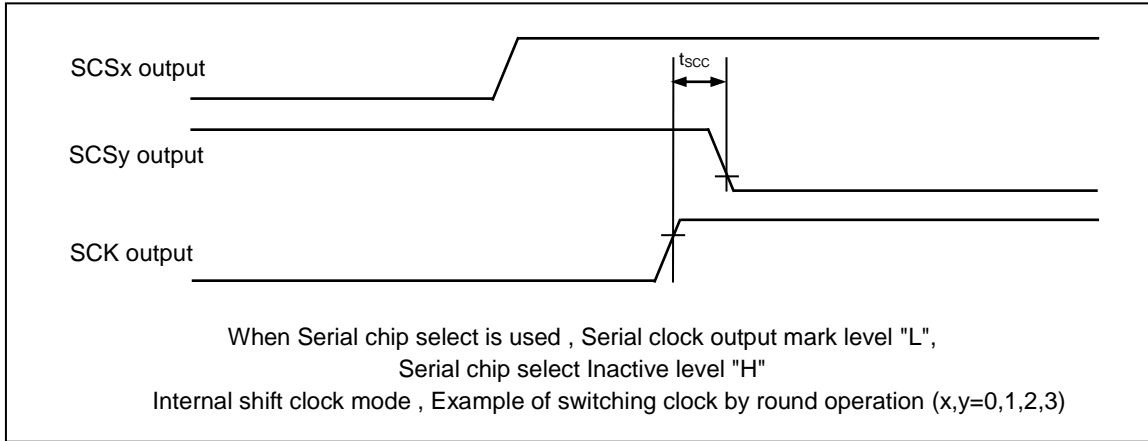 SCSx output
tSCC
SCSy output
SCK output
When Serial chip select is used , Serial clock output mark level "L",
Serial chip select Inactive level "H"
Internal shift clock mode , Example of switching clock by round operation (x,y=0,1,2,3)